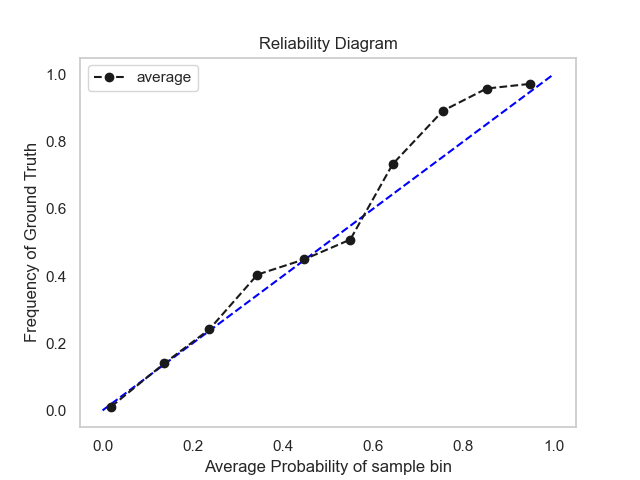 Reliability Diagram
average
1.0
0.8
0.6
0.4
0.2
0.0
Frequency of Ground Truth
0.0 0.2 0.4 0.6 0.8 1.0
Average Probability of sample bin